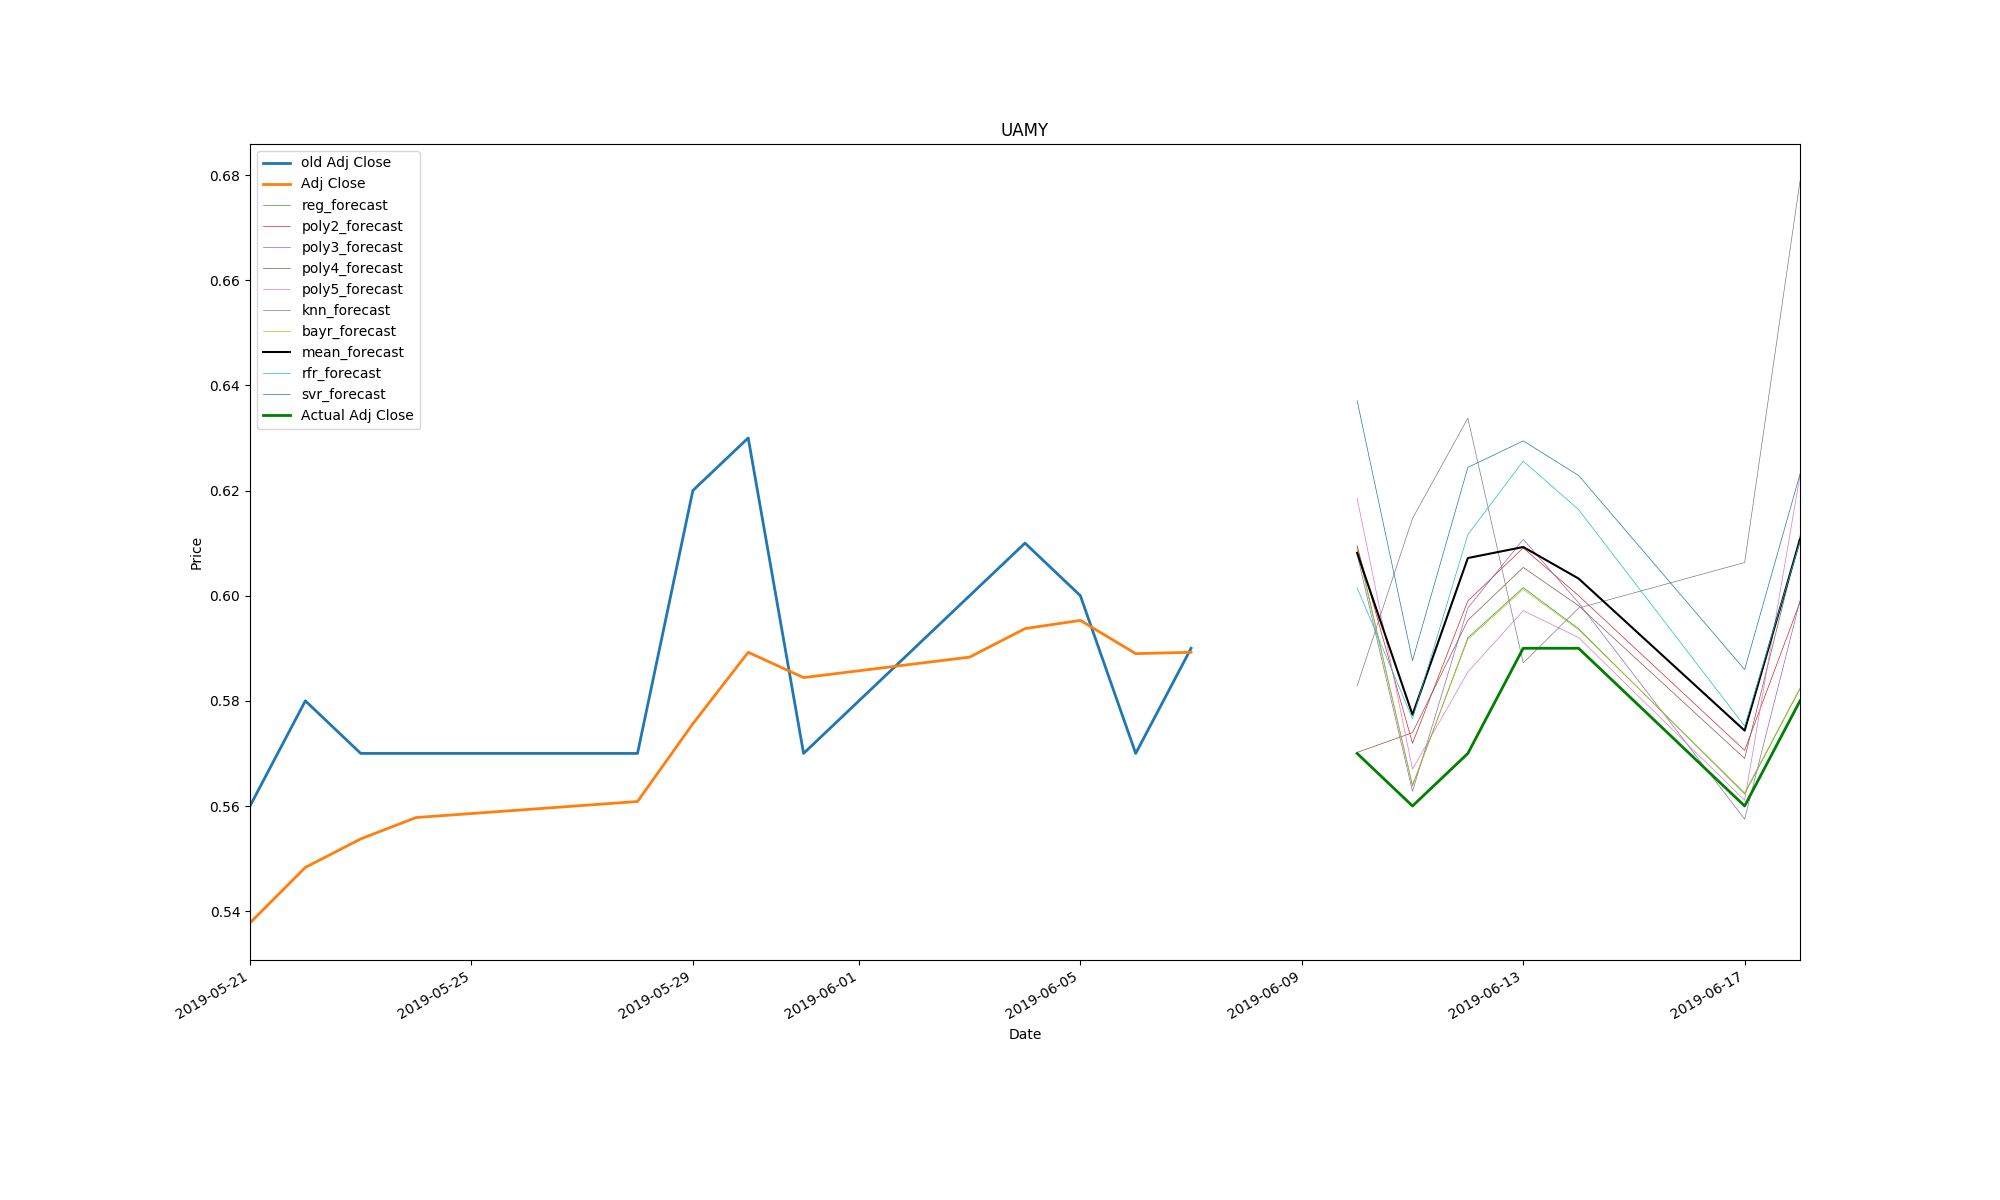 UAMY
old Adj Close
Adj Close
reg_forecast
poly2_forecast
poly3_forecast
poly4_forecast
poly5_forecast
knn_forecast
bayr_forecast
mean_forecast
rfr_forecast
svr_forecast
Actual Adj Close
0.68
0.66
0.64
0.62
0.60
0.58
0.56
0.54
Price
2019-05-21
2019-05-25
2019-05-29
2019-06-01
2019-06-05
2019-06-09
2019-06-13
2019-06-17
Date